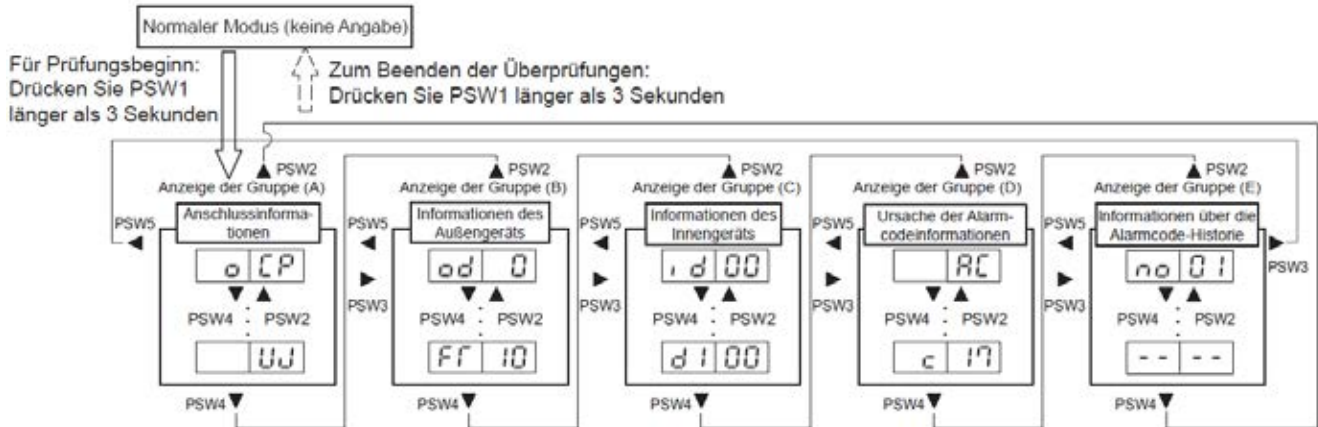 Normaler Modus (keine Angabe)
Für Prüfungsbeginn:
Drücken Sie PSW1
länger als 3 Sekunden
Zum Beenden der Überprüfungen:
Drücken Sie PSW1 länger als 3 Sekunden
PSW2
Anzeige der Gruppe (A)
PSW5
Anschlussinforma-
tionen
o CP
PSW4 PSW2
UJ
PSW4
PSW2
Anzeige der Gruppe (B)
PSW5
PSW3
Informationen des
Außengeräts
od 0
PSW4 PSW2
FT 10
PSW4
PSW2
Anzeige der Gruppe (C)
PSW5
PSW3
Informationen des
Innengeräts
id 00
PSW4 PSW2
d1 00
PSW4
PSW2
Anzeige der Gruppe (D)
PSW5
PSW3
Ursache der Alarm-
codeinformationen
AC
PSW4 PSW2
c 17
PSW4
PSW2
Anzeige der Gruppe (E)
PSW5
PSW3
Informationen über die
Alarmcode-Historie
PSW3
no 01
PSW4 PSW2
-- --
PSW4